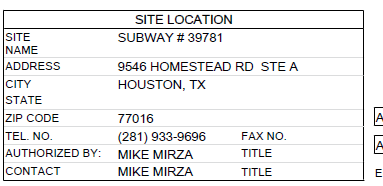 SITE LOCATION
SITE NAME SUBWAY # 39781
ADDRESS 9546 HOMESTEAD RD STE A
CITY HOUSTON, TX
STATE
ZIP CODE 77016
TEL. NO. (281) 933-9696 FAX NO.
AUTHORIZED BY: MIKE MIRZA TITLE
CONTACT MIKE MIRZA TITLE